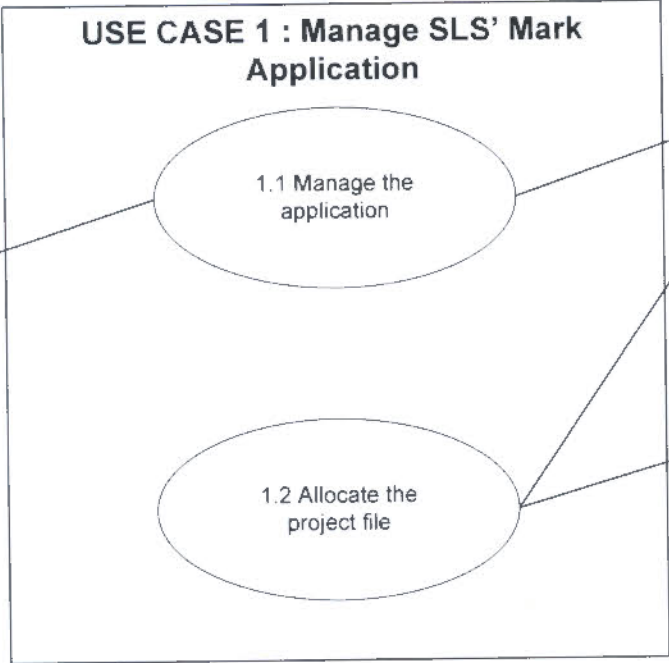 USE CASE 1 : Manage SLS’ Mark
Application
1.1 Manage the
application
1.2 Allocate the
project file